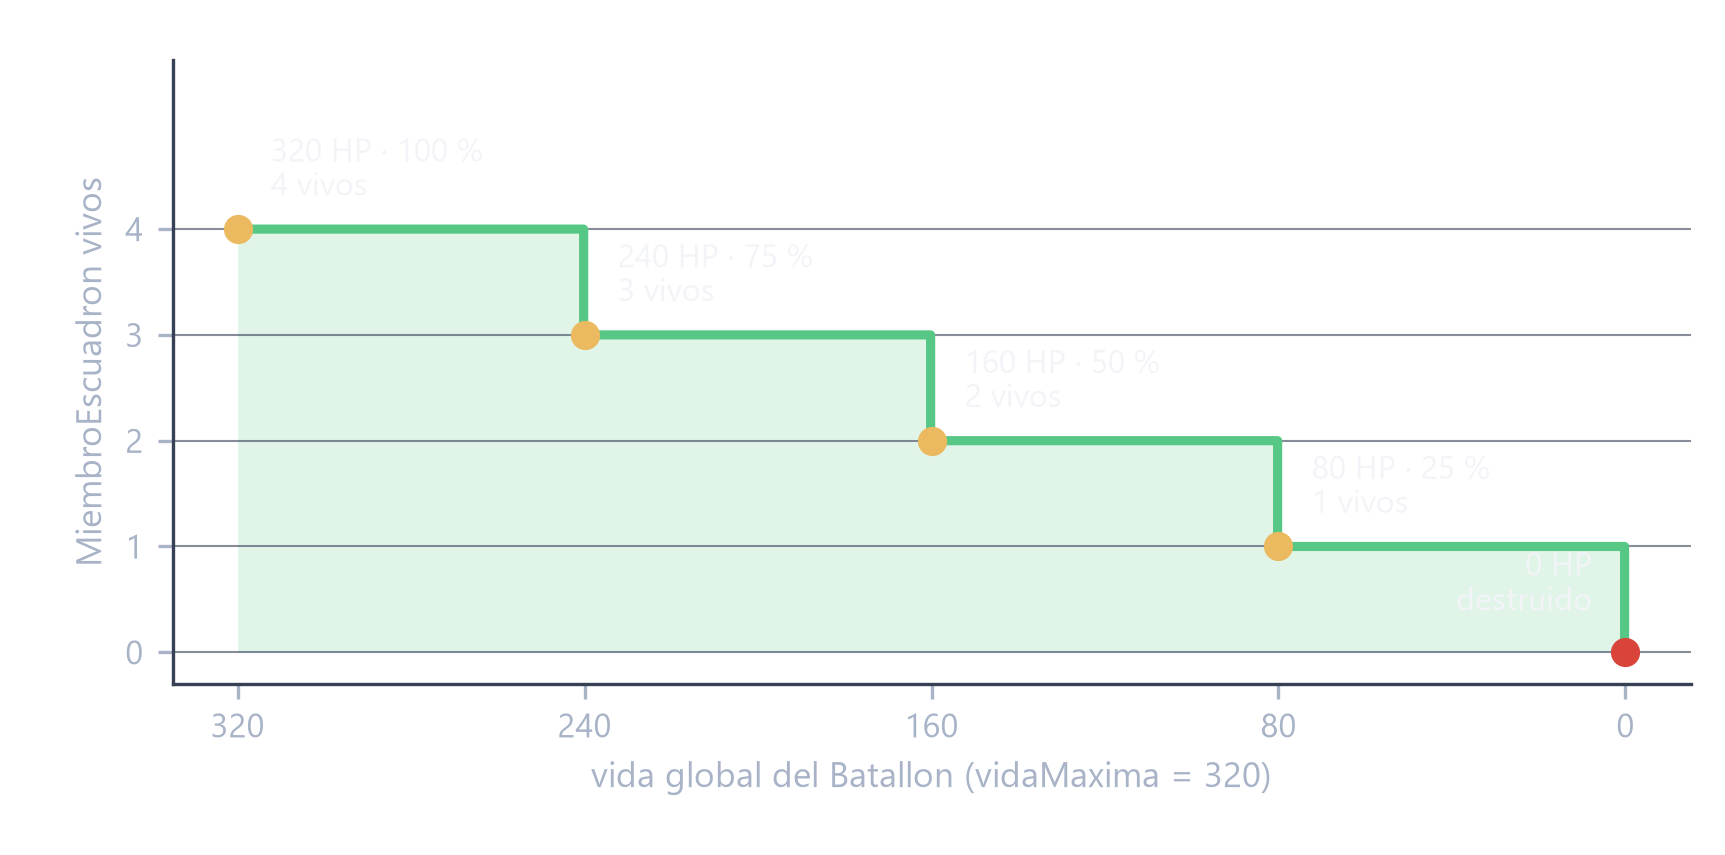 320 HP · 100 %
4 vivos
240 HP · 75 %
3 vivos
160 HP · 50 %
2 vivos
80 HP · 25 %
1 vivos
0 HP
destruido
MiembroEscuadron vivos
4
3
2
1
0
320
240
160
80
0
vida global del Batallon (vidaMaxima = 320)